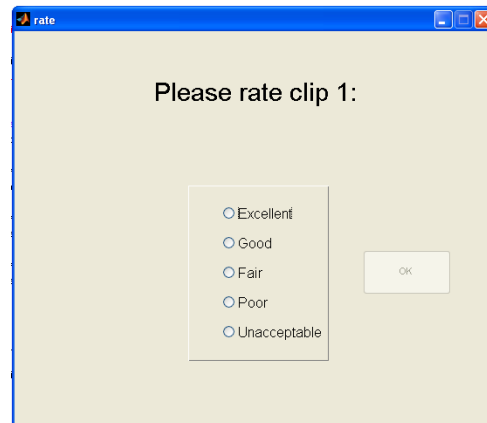 rate
Please rate clip 1:
Excellent
Good
Fair
Poor
Unacceptable
OK